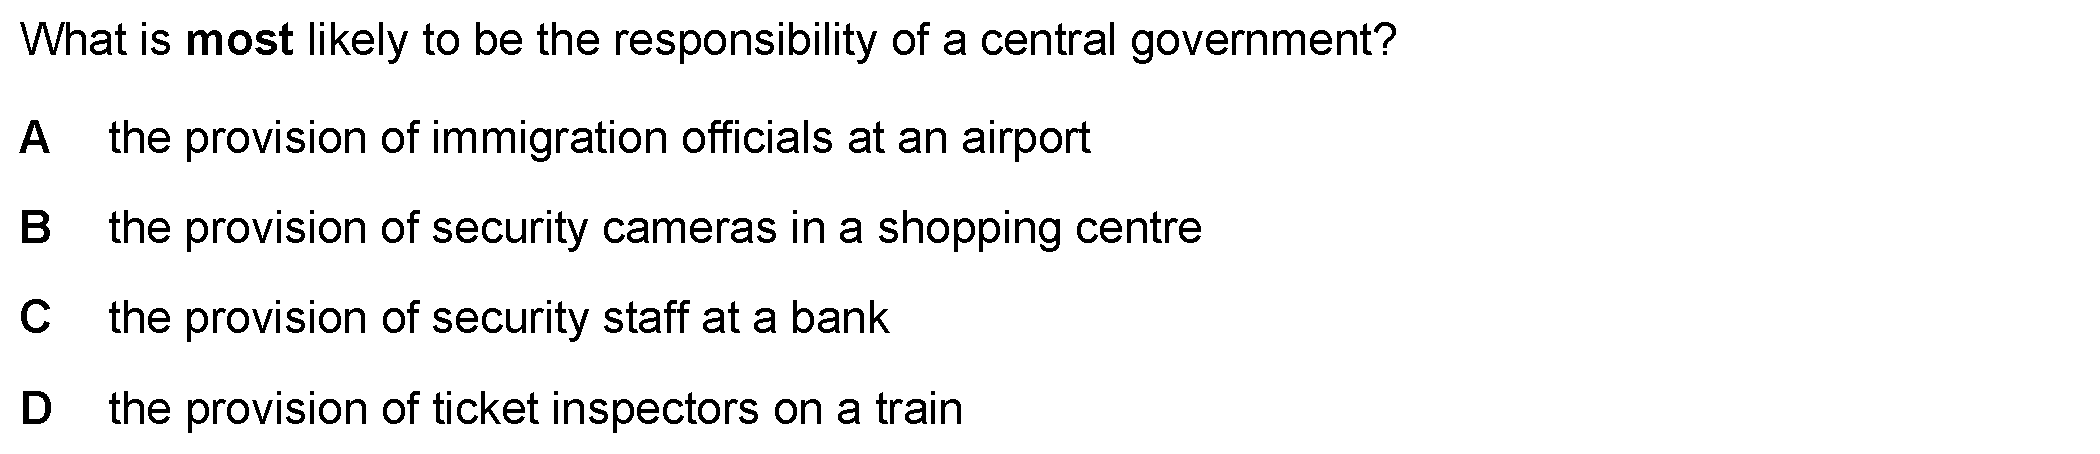 What is most likely to be the responsibility of a central government?
A the provision of immigration officials at an airport
B the provision of security cameras in a shopping centre
C the provision of security staff at a bank
D the provision of ticket inspectors on a train